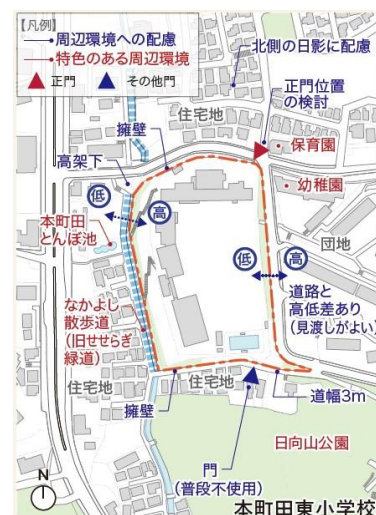 【凡例】
周辺環境への配慮
特色のある周辺環境
正門 その他門
北側の日影に配慮
正門位置
の検討
住宅地
擁壁
保育園
高架下
幼稚園
低 高
本町田
とんぼ池
団地
低 高
道路と
高低差あり
(見渡しがよい)
なかよし
散歩道
(旧せせらぎ
緑道)
住宅地
住宅地
擁壁
道幅3m
日向山公園
門
(普段不使用)
N
本町田東小学校